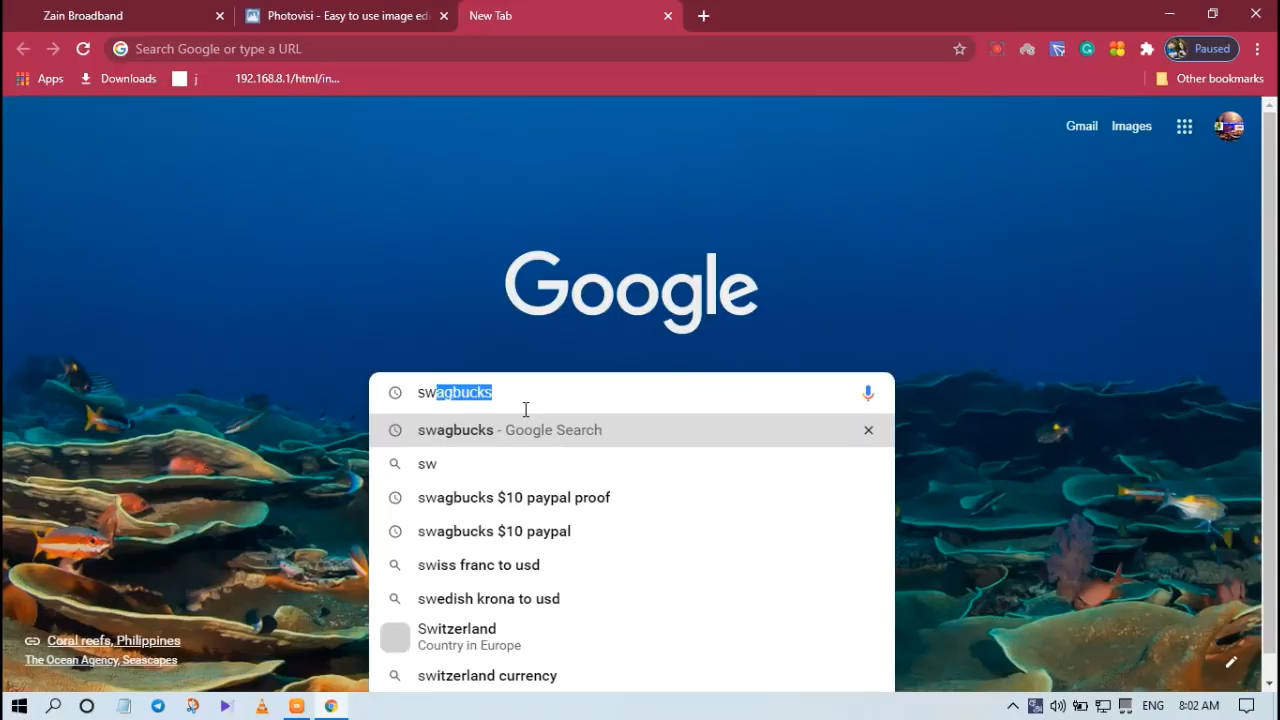 Zain Broadband
Photovisi - Easy to use image edi
New Tab
Search Google or type a URL
Paused
Apps
Downloads
j
192.168.8.1/html/in...
Other bookmarks
Gmail
Images
Google
swagbucks
swagbucks - Google Search
sw
swagbucks $10 paypal proof
swagbucks $10 paypal
swiss franc to usd
swedish krona to usd
Switzerland
Country in Europe
switzerland currency
Coral reefs, Philippines
The Ocean Agency, Seascapes
ENG
8:02 AM